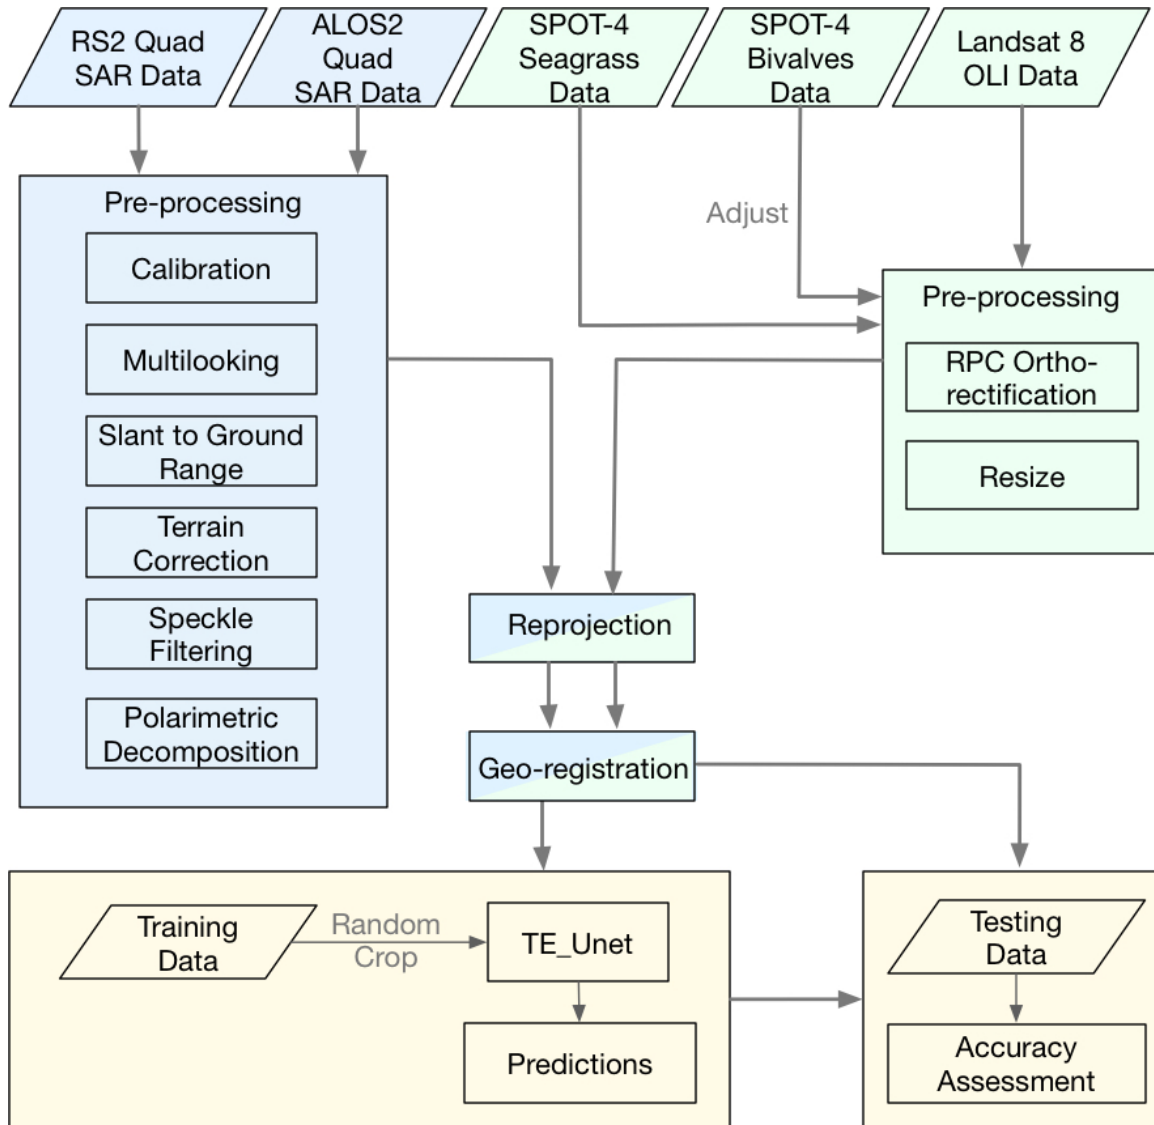 RS2 Quad
SAR Data
ALOS2
Quad
SAR Data
SPOT-4
Seagrass
Data
SPOT-4
Bivalves
Data
Landsat 8
OLI Data
Adjust
Pre-processing
Calibration
Multilooking
Slant to Ground
Range
Terrain
Correction
Speckle
Filtering
Polarimetric
Decomposition
Pre-processing
RPC Ortho-
rectification
Resize
Reprojection
Geo-registration
Training
Data
Random
Crop
TE_Unet
Predictions
Testing
Data
Accuracy
Assessment